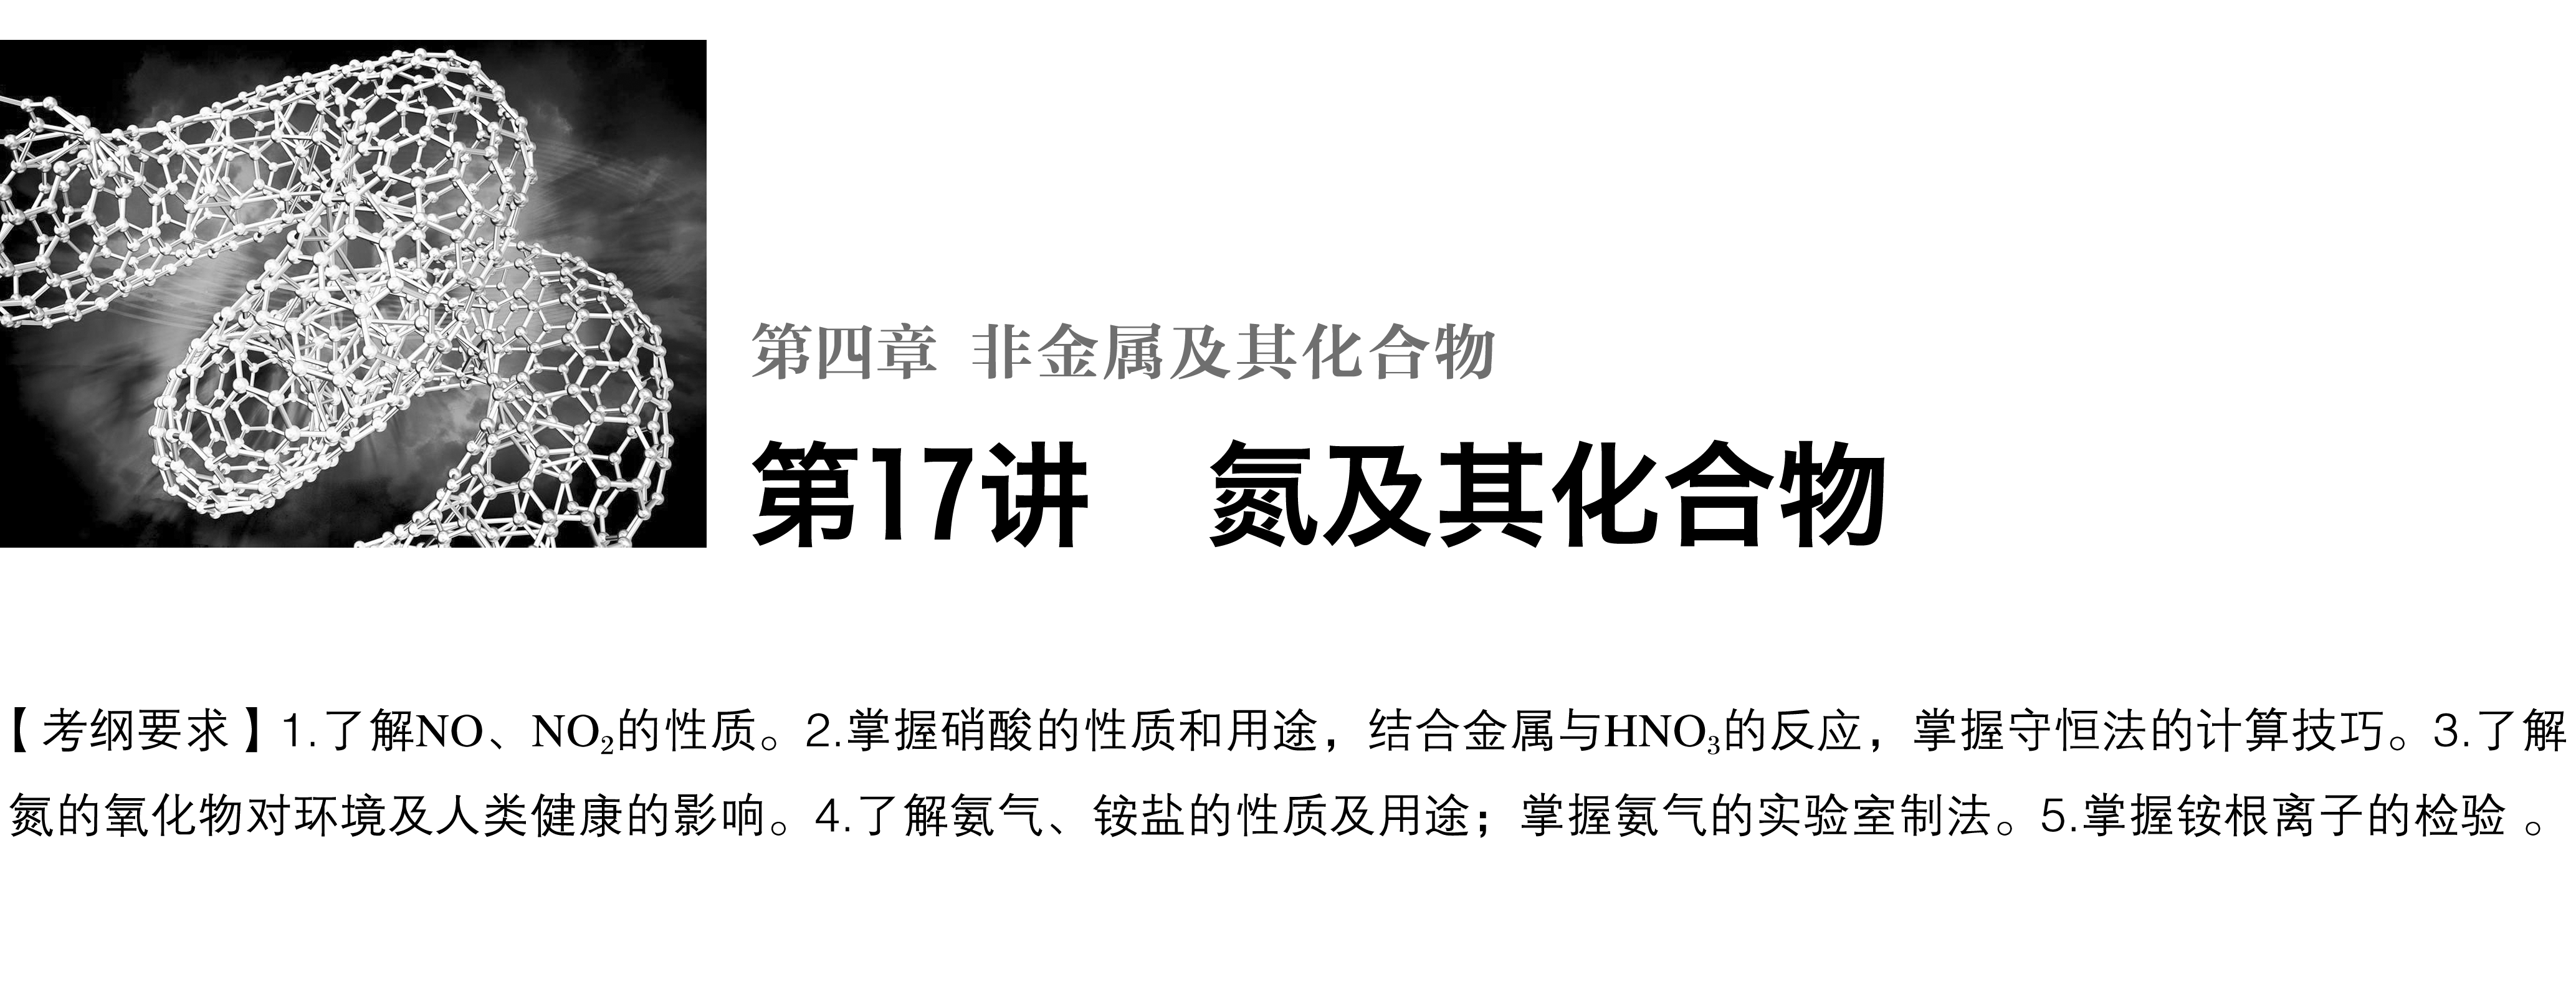 第四章 非金属及其化合物
第17讲 氮及其化合物
【考纲要求】1.了解NO、NO₂的性质。2.掌握硝酸的性质和用途，结合金属与HNO₃的反应，掌握守恒法的计算技巧。3.了解
氮的氧化物对环境及人类健康的影响。4.了解氨气、铵盐的性质及用途；掌握氨气的实验室制法。5.掌握铵根离子的检验 。